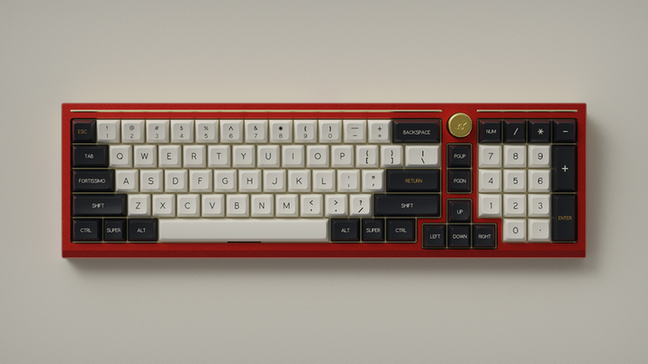 ESC ! 1 @ 2 # 3 $ 4 % 5 ^ 6 & 7 * 8 ( 9 ) 0 — - + = BACKSPACE NUM / * −
TAB Q W E R T Y U I O P { [ } ] | \ PGUP 7 8 9 +
FORTISSIMO A S D F G H J K L : ; " ' RETURN PGDN 4 5 6
SHIFT Z X C V B N M < , > . ? / SHIFT UP 1 2 3 ENTER
CTRL SUPER ALT ALT SUPER CTRL LEFT DOWN RIGHT 0 .